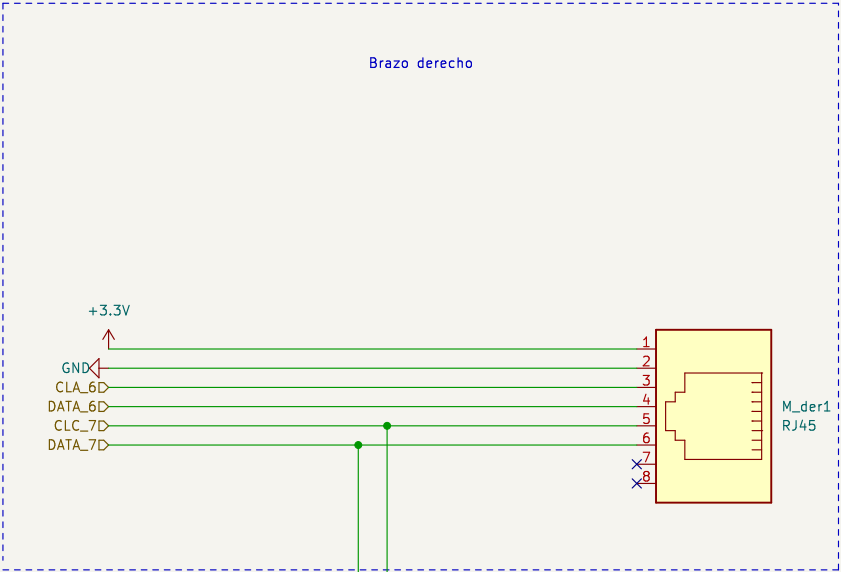 Brazo derecho
+3.3V
GND
CLA_6
DATA_6
CLC_7
DATA_7
1
2
3
4
5
6
7
8
M_der1
RJ45